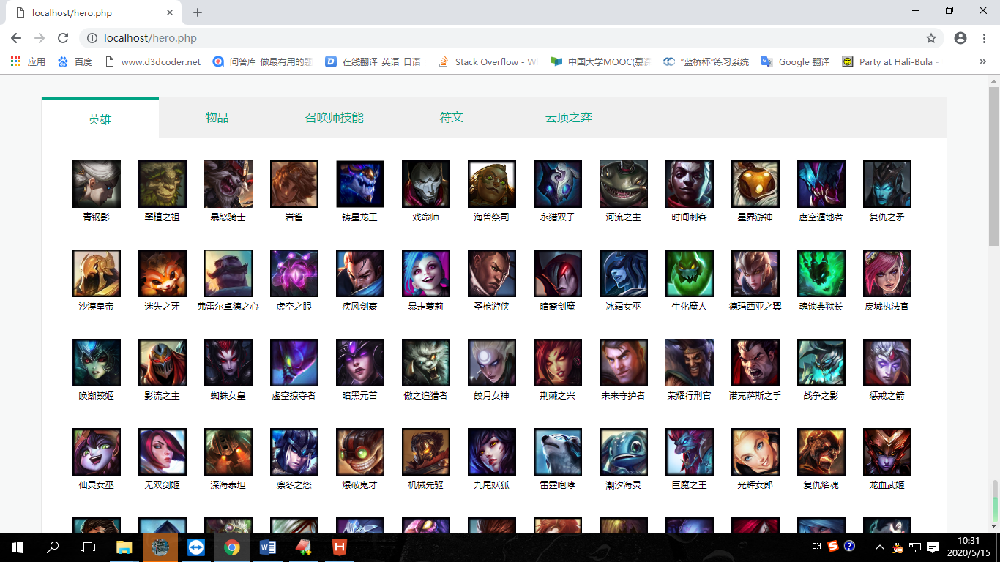 localhost/hero.php
localhost/hero.php
应用 百度 www.d3dcoder.net 问答库_做最有用的题 在线翻译_英语_日语_ Stack Overflow - W 中国大学MOOC(慕课 “蓝桥杯”练习系统 Google 翻译 Party at Hali-Bula -
英雄 物品 召唤师技能 符文 云顶之弈
青钢影 翠植之祖 暴怒骑士 岩雀 铸星龙王 戏命师 海兽祭司 永猎双子 河流之主 时间刺客 星界游神 虚空遁地者 复仇之矛
沙漠皇帝 迷失之牙 弗雷尔卓德之心 虚空之眼 疾风剑豪 暴走萝莉 圣枪游侠 暗裔剑魔 冰霜女巫 生化魔人 德玛西亚之翼 魂锁典狱长 皮城执法官
唤潮鲛姬 影流之主 蜘蛛女皇 虚空掠夺者 暗黑元首 傲之追猎者 皎月女神 荆棘之兴 未来守护者 荣耀行刑官 诺克萨斯之手 战争之影 惩戒之箭
仙灵女巫 无双剑姬 深海泰坦 凛冬之怒 爆破鬼才 机械先驱 九尾妖狐 雷霆咆哮 潮汐海灵 巨魔之王 光辉女郎 复仇焰魂 龙血武姬
CH
10:31
2020/5/15